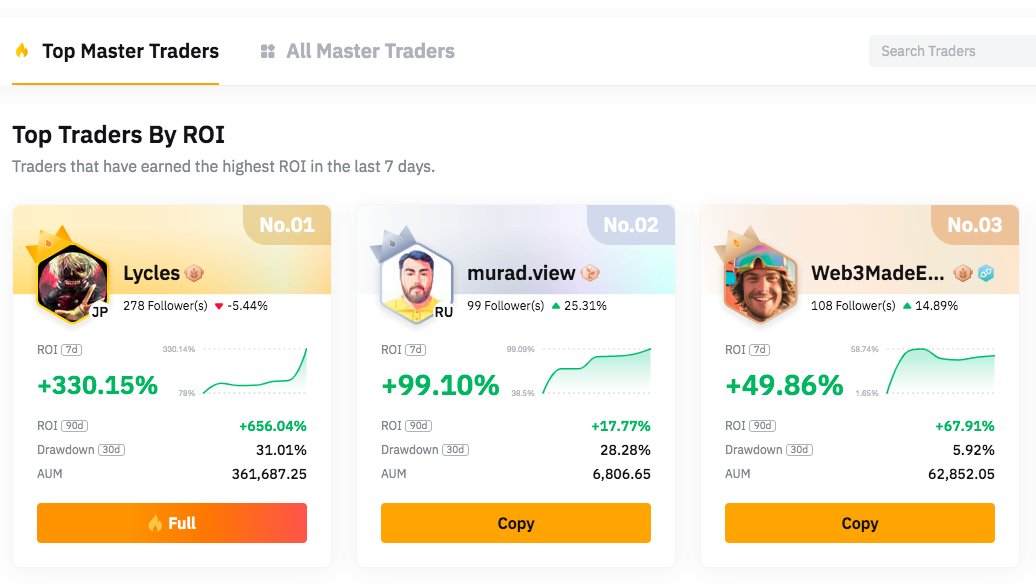 Top Master Traders
All Master Traders
Search Traders
Top Traders By ROI
Traders that have earned the highest ROI in the last 7 days.
No.01
Lycles
JP
278 Follower(s) -5.44%
ROI 7d
330.14%
+330.15%
78%
ROI 90d +656.04%
Drawdown 30d 31.01%
AUM 361,687.25
Full
No.02
murad.view
RU
99 Follower(s) 25.31%
ROI 7d
99.09%
+99.10%
38.5%
ROI 90d +17.77%
Drawdown 30d 28.28%
AUM 6,806.65
Copy
No.03
Web3MadeE...
108 Follower(s) 14.89%
ROI 7d
58.74%
+49.86%
1.65%
ROI 90d +67.91%
Drawdown 30d 5.92%
AUM 62,852.05
Copy